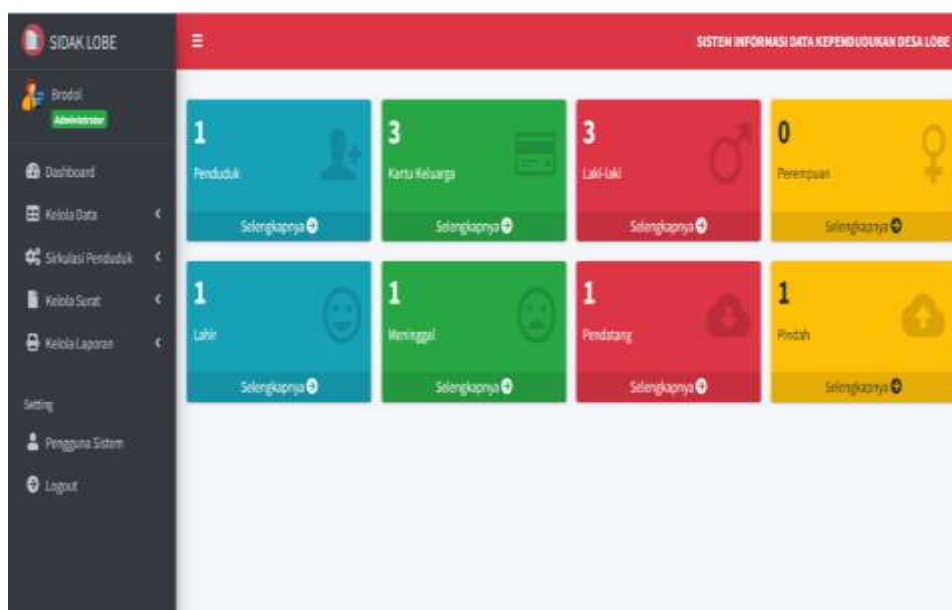 SIDAK LOBE
SISTEM INFORMASI DATA KEPENDUDUKAN DESA LOBE
Brodol
Administrator
Dashboard
Kelola Data
Sirkulasi Penduduk
Kelola Surat
Kelola Laporan
Setting
Pengguna Sistem
Logout
1
Penduduk
Selengkapnya
3
Kartu Keluarga
Selengkapnya
3
Laki-laki
Selengkapnya
0
Perempuan
Selengkapnya
1
Lahir
Selengkapnya
1
Meninggal
Selengkapnya
1
Pendatang
Selengkapnya
1
Pindah
Selengkapnya